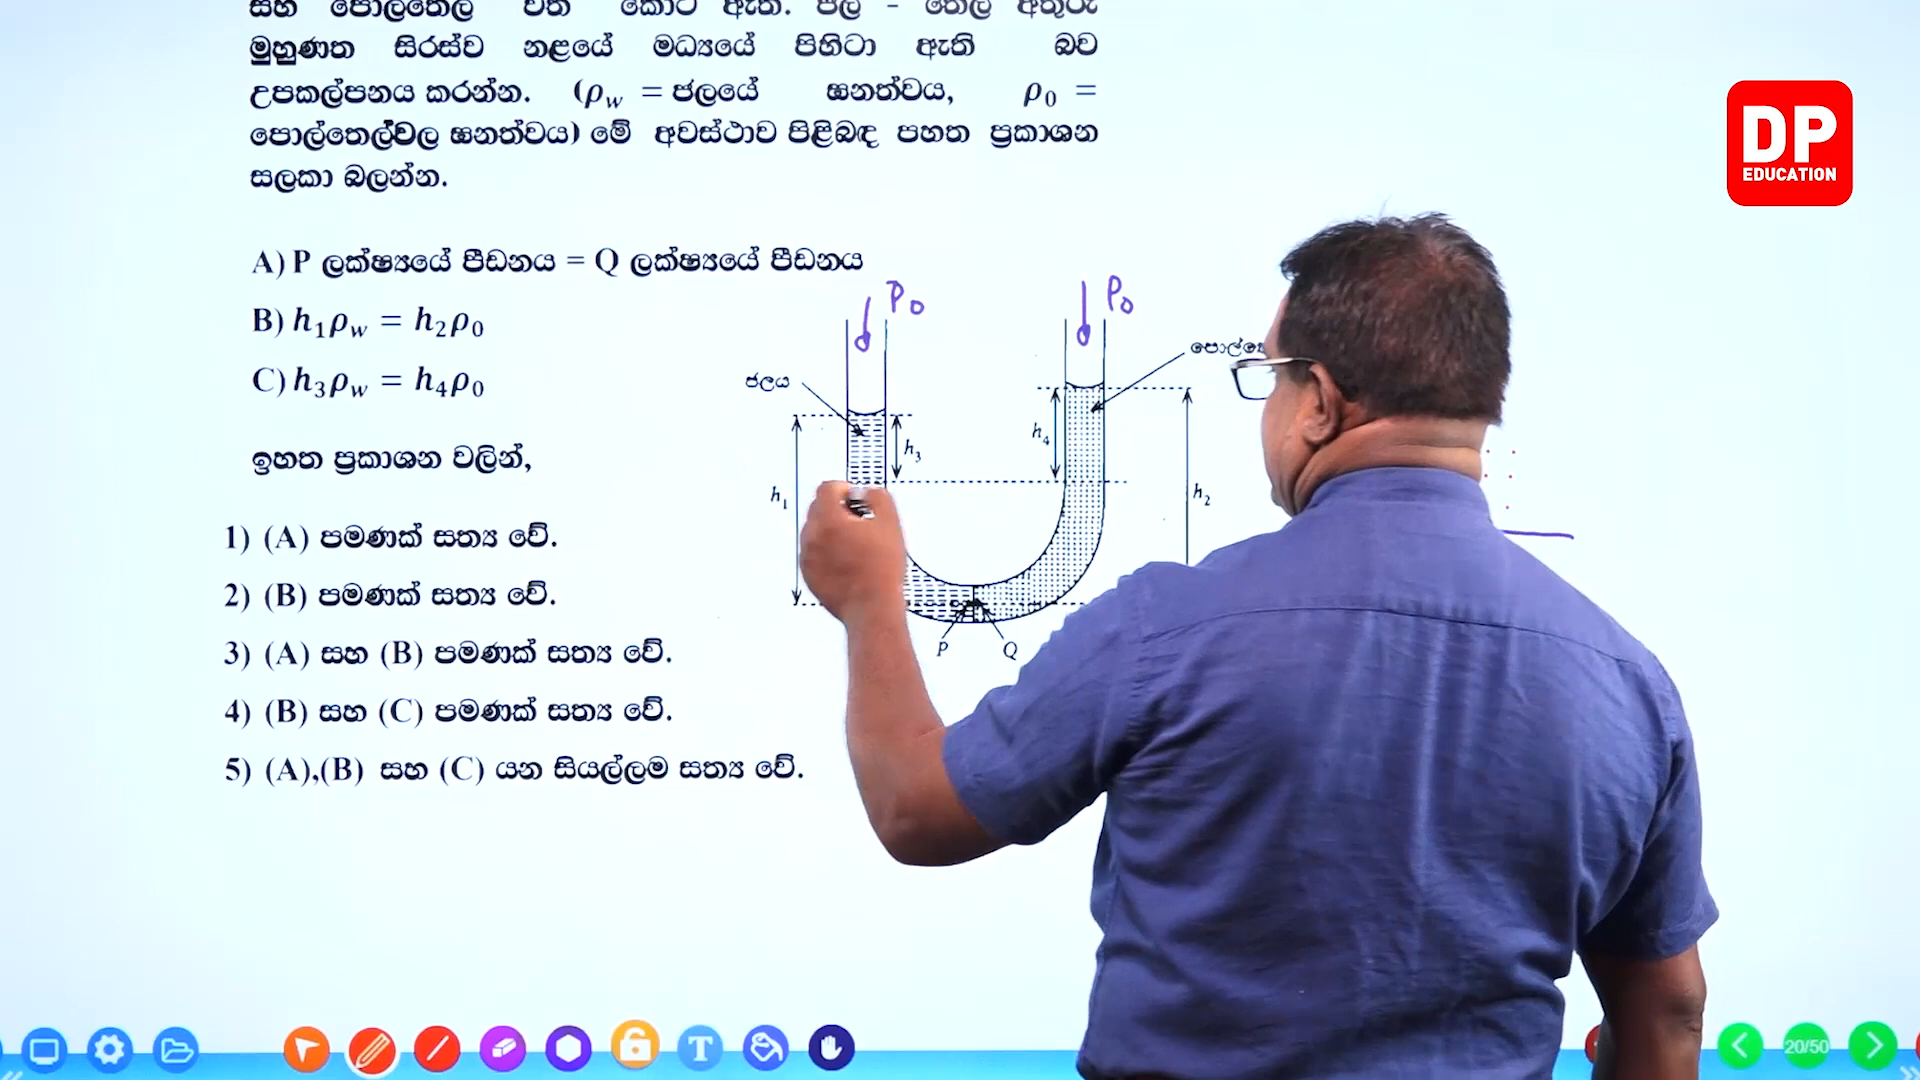 සහ පොල්තෙල් වත් කොට ඇත. ජල - තෙල් අතුරු
මුහුණත සිරස්ව නළයේ මධ්‍යයේ පිහිටා ඇති බව
උපකල්පනය කරන්න. (ρw = ජලයේ ඝනත්වය, ρ0 =
පොල්තෙල්වල ඝනත්වය) මේ අවස්ථාව පිළිබඳ පහත ප්‍රකාශන
සලකා බලන්න.
A) P ලක්ෂ්‍යයේ පීඩනය = Q ලක්ෂ්‍යයේ පීඩනය
B) h1ρw = h2ρ0
C) h3ρw = h4ρ0
ඉහත ප්‍රකාශන වලින්,
1) (A) පමණක් සත්‍ය වේ.
2) (B) පමණක් සත්‍ය වේ.
3) (A) සහ (B) පමණක් සත්‍ය වේ.
4) (B) සහ (C) පමණක් සත්‍ය වේ.
5) (A),(B) සහ (C) යන සියල්ලම සත්‍ය වේ.
P0
P0
ජලය
h3
h4
h1
h2
P
Q
DP
EDUCATION
T
20/50